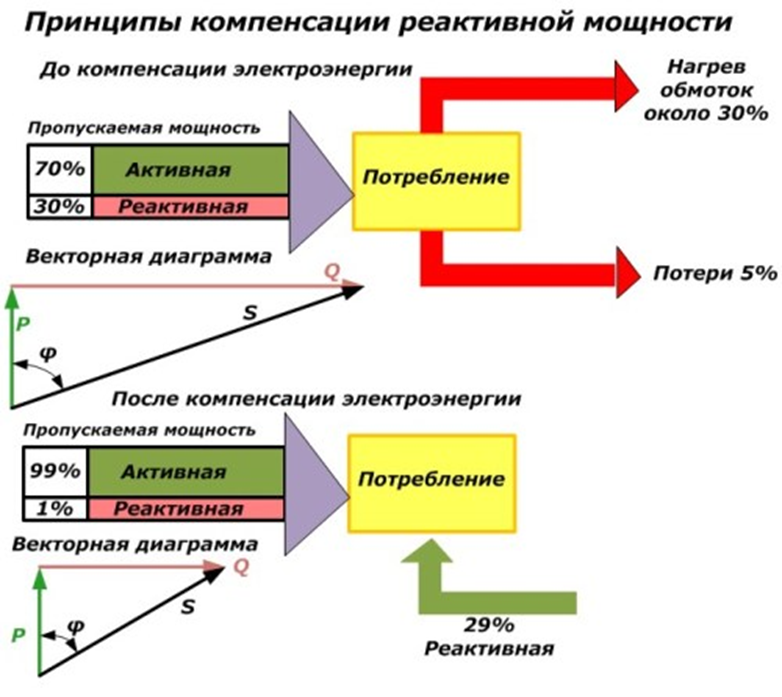 Принципы компенсации реактивной мощности
До компенсации электроэнергии
Нагрев
обмоток
около 30%
Пропускаемая мощность
70%
Активная
30%
Реактивная
Потребление
Потери 5%
Векторная диаграмма
Q
P
S
φ
После компенсации электроэнергии
Пропускаемая мощность
99%
Активная
1%
Реактивная
Потребление
Векторная диаграмма
Q
P
S
φ
29%
Реактивная